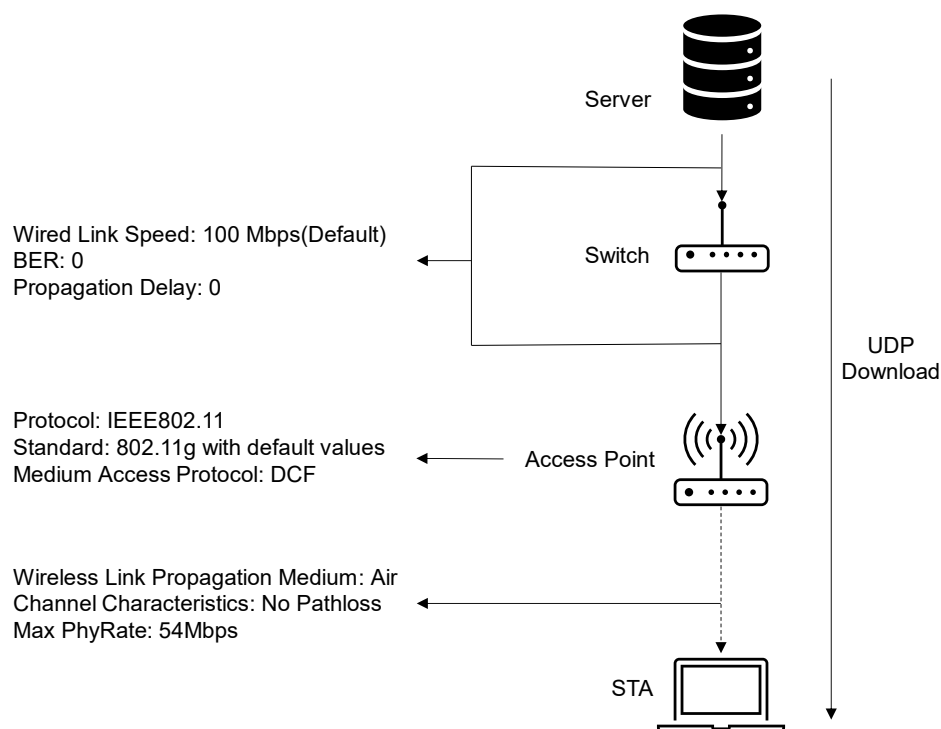 Server
Wired Link Speed: 100 Mbps(Default)
BER: 0
Propagation Delay: 0
Switch
UDP
Download
Protocol: IEEE802.11
Standard: 802.11g with default values
Medium Access Protocol: DCF
Access Point
Wireless Link Propagation Medium: Air
Channel Characteristics: No Pathloss
Max PhyRate: 54Mbps
STA